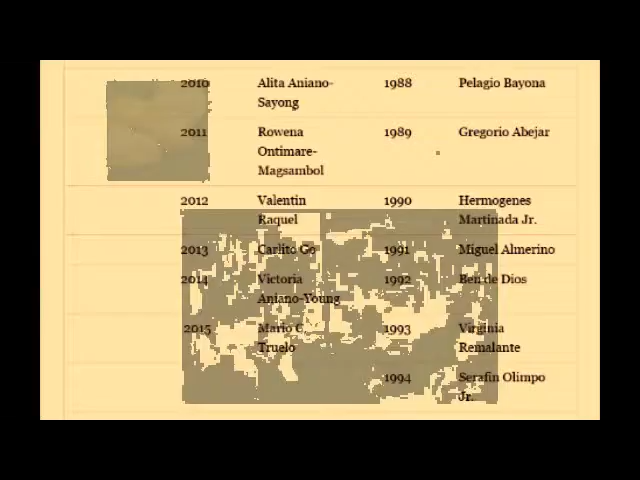 2010 Alita Aniano- 1988 Pelagio Bayona
Sayong
2011 Rowena 1989 Gregorio Abejar
Ontimare-
Magsambol
2012 Valentin 1990 Hermogenes
Raquel Martinada Jr.
2013 Carlito Go 1991 Miguel Almerino
2014 Victoria 1992 Ben de Dios
Aniano-Young
2015 Mario C 1993 Virginia
Truelo Remalante
1994 Serafin Olimpo
Jr.